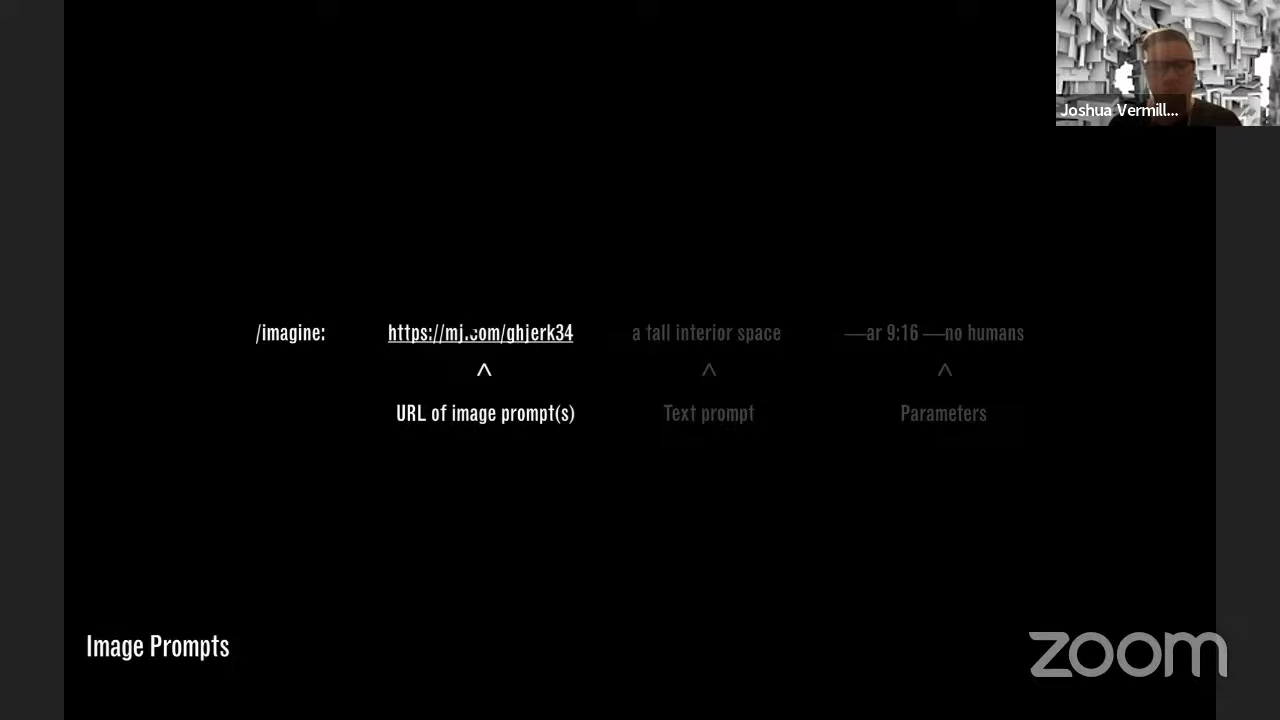 Joshua Vermill...
/imagine: https://mj.com/ghjerk34 a tall interior space —ar 9:16 —no humans
^ ^ ^
URL of image prompt(s) Text prompt Parameters
Image Prompts
zoom